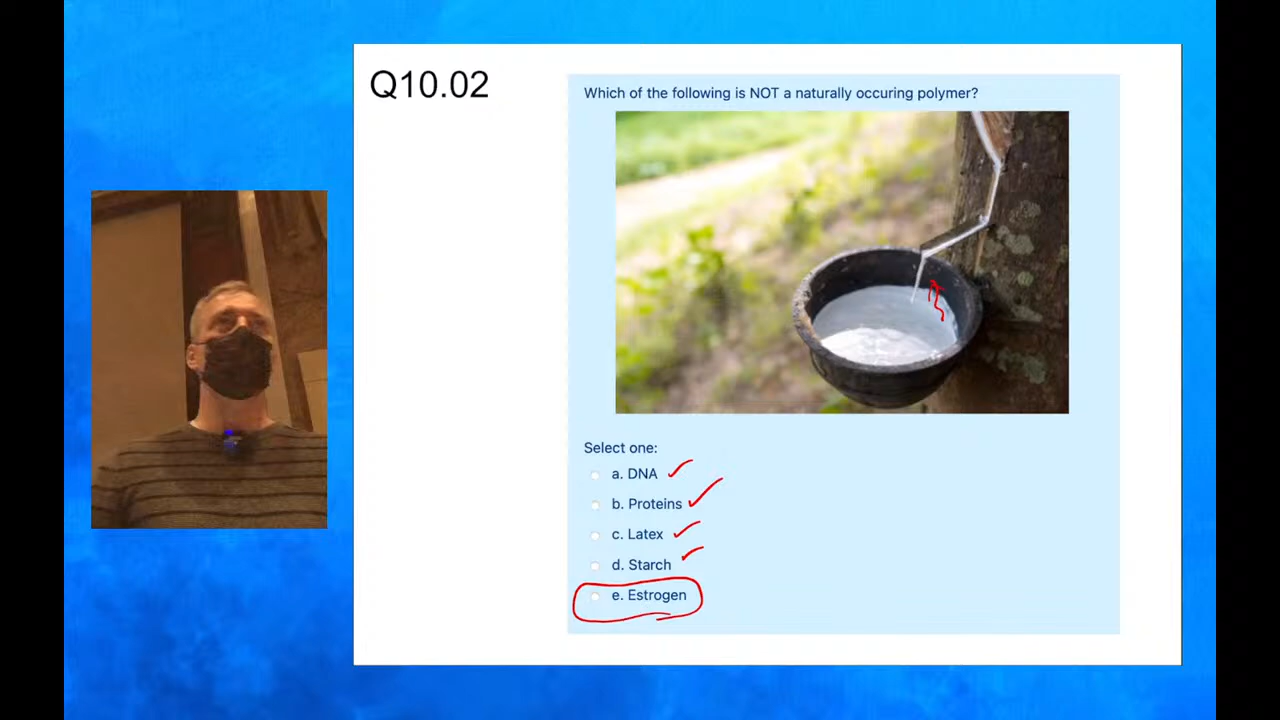 Q10.02
Which of the following is NOT a naturally occuring polymer?
Select one:
a. DNA
b. Proteins
c. Latex
d. Starch
e. Estrogen